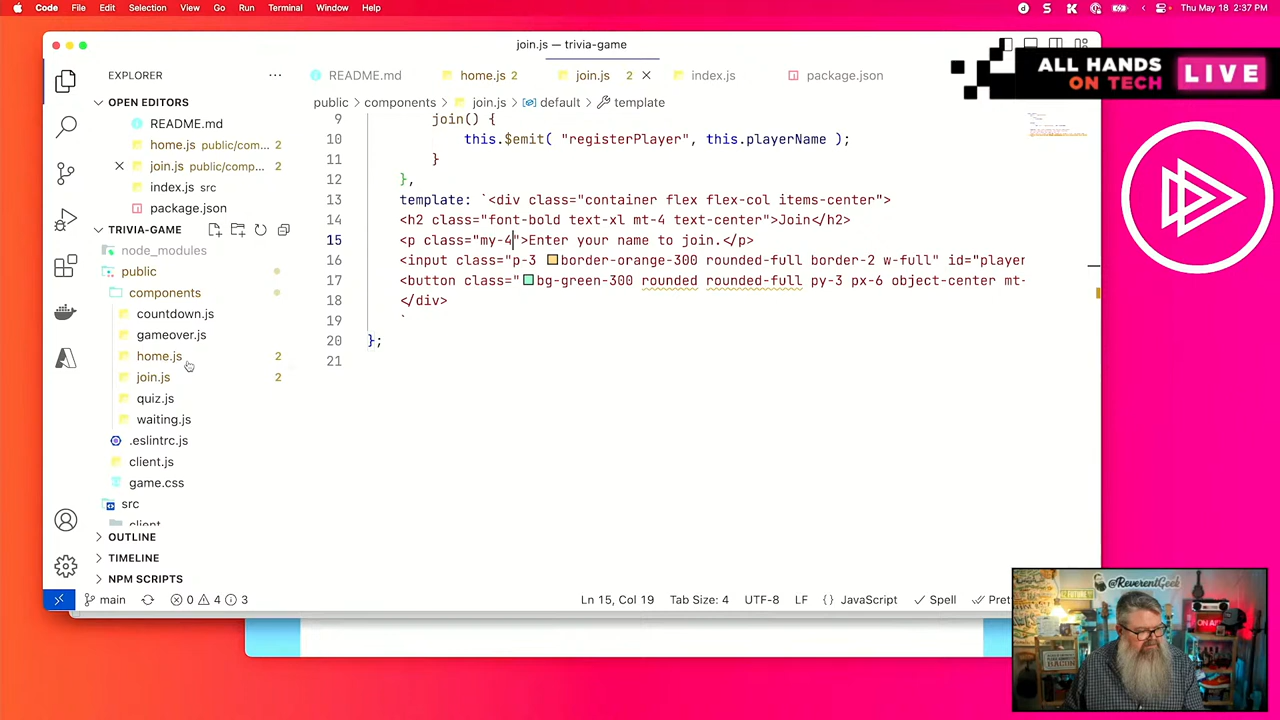 Code File Edit Selection View Go Run Terminal Window Help Thu May 18 2:37 PM
join.js — trivia-game
ALL HANDS ON TECH LIVE
EXPLORER
README.md home.js 2 join.js 2 index.js package.json
OPEN EDITORS
public > components > join.js > default > template
README.md
home.js public/com... 2
join.js public/comp... 2
index.js src
package.json
TRIVIA-GAME
node_modules
public
components
countdown.js
gameover.js
home.js 2
join.js 2
quiz.js
waiting.js
.eslintrc.js
client.js
game.css
src
client
OUTLINE
TIMELINE
NPM SCRIPTS
9 join() {
this.$emit( "registerPlayer", this.playerName );
11 }
12 },
13 template: `<div class="container flex flex-col items-center">
14 <h2 class="font-bold text-xl mt-4 text-center">Join</h2>
15 <p class="my-4">Enter your name to join.</p>
16 <input class="p-3 border-orange-300 rounded-full border-2 w-full" id="player
17 <button class="bg-green-300 rounded rounded-full py-3 px-6 object-center mt-
18 </div>
19 `
20 };
21
main 0 4 3 Ln 15, Col 19 Tab Size: 4 UTF-8 LF {} JavaScript Spell Pret
@ReverentGeek
ON AIR
BACON